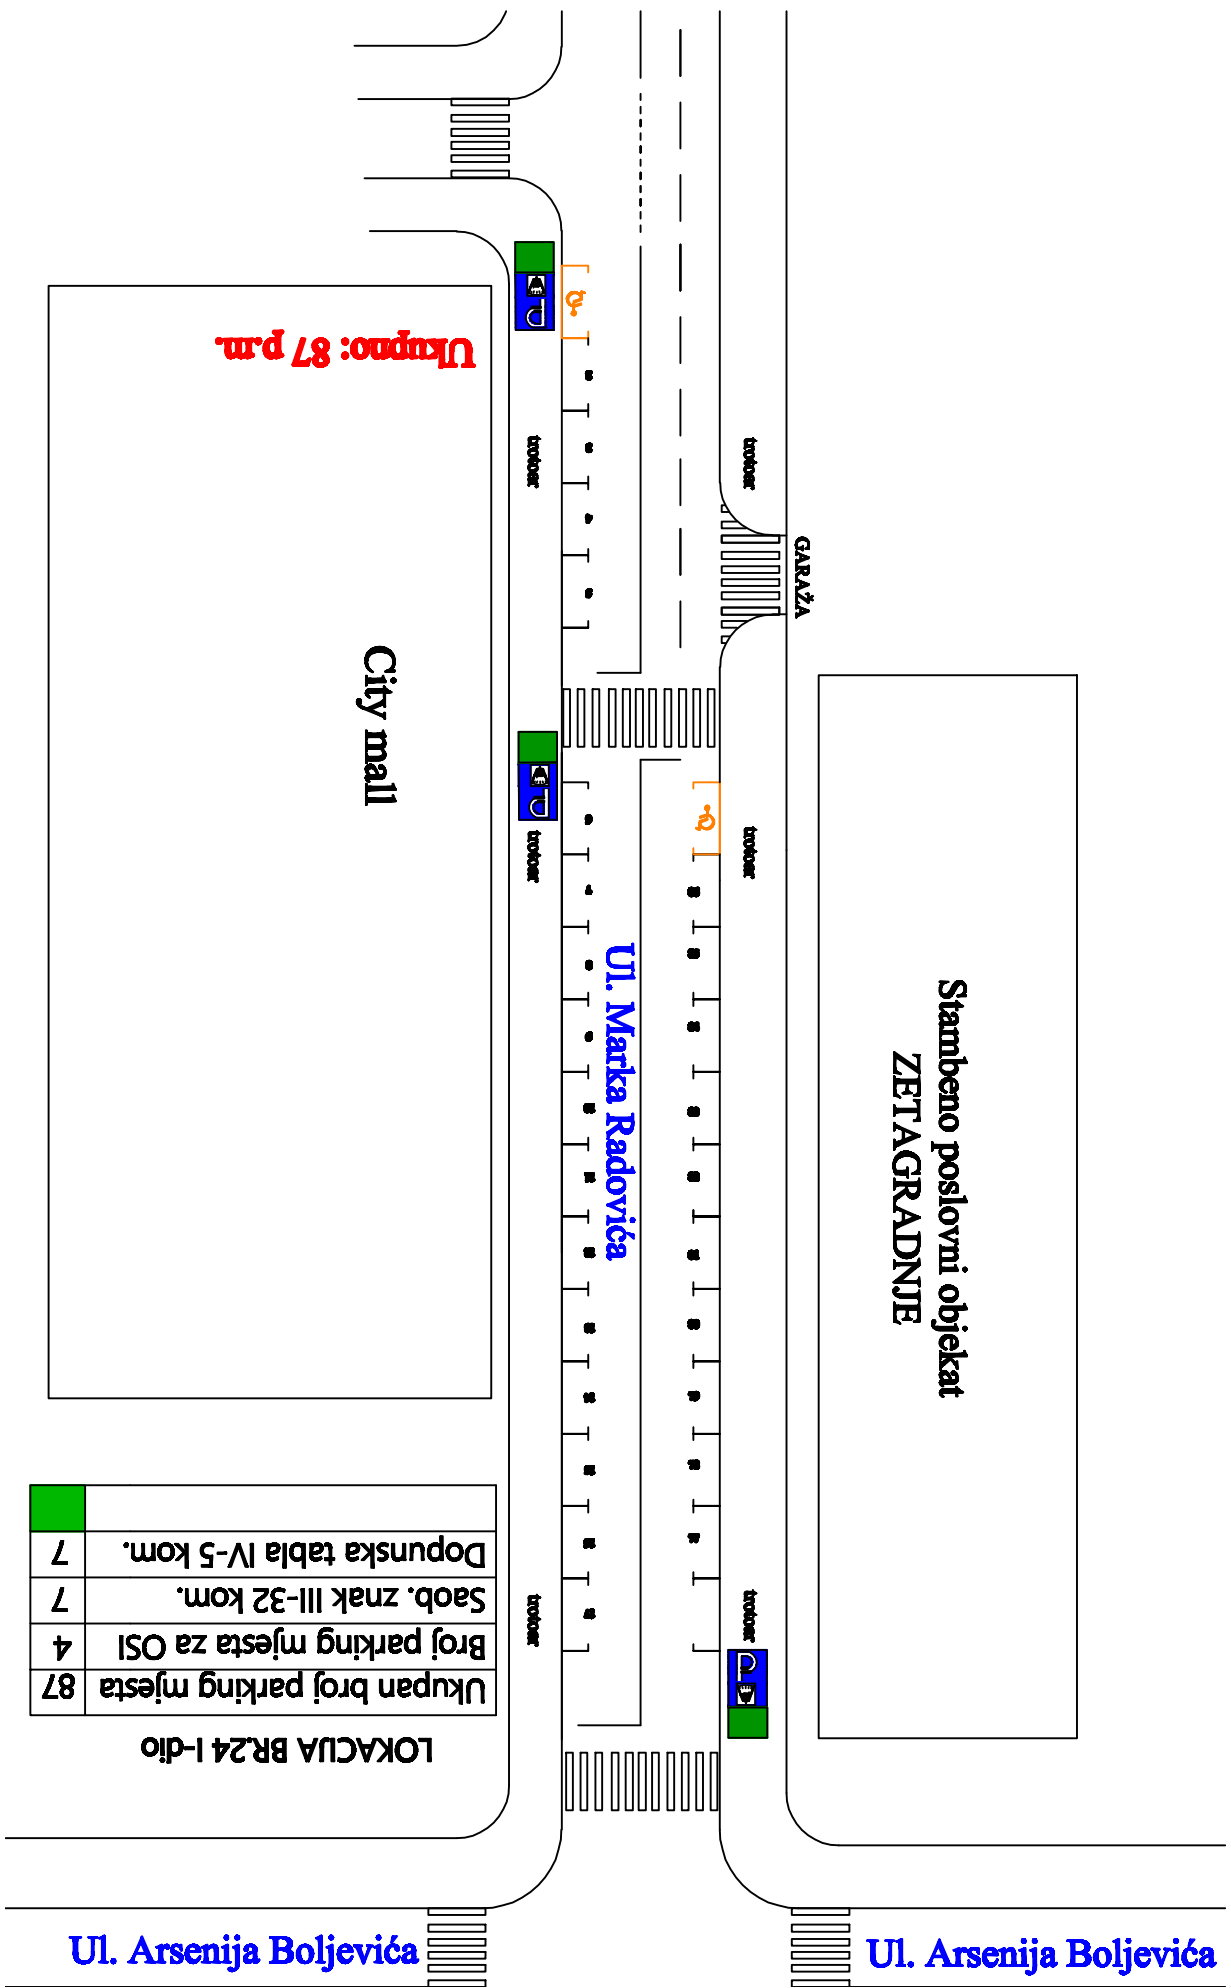 Ukupno: 87 p.m.
trotoar
trotoar
GARAŽA
City mall
trotoar
trotoar
Ul. Marka Radovića
Stambeno poslovni objekat
ZETAGRADNJE
trotoar
trotoar
P
P
P
LOKACIJA BR.24 I-dio
Ukupan broj parking mjesta 87
Broj parking mjesta za OSI 4
Saob. znak III-32 kom. 7
Dopunska tabla IV-5 kom. 7
Ul. Arsenija Boljevića
Ul. Arsenija Boljevića